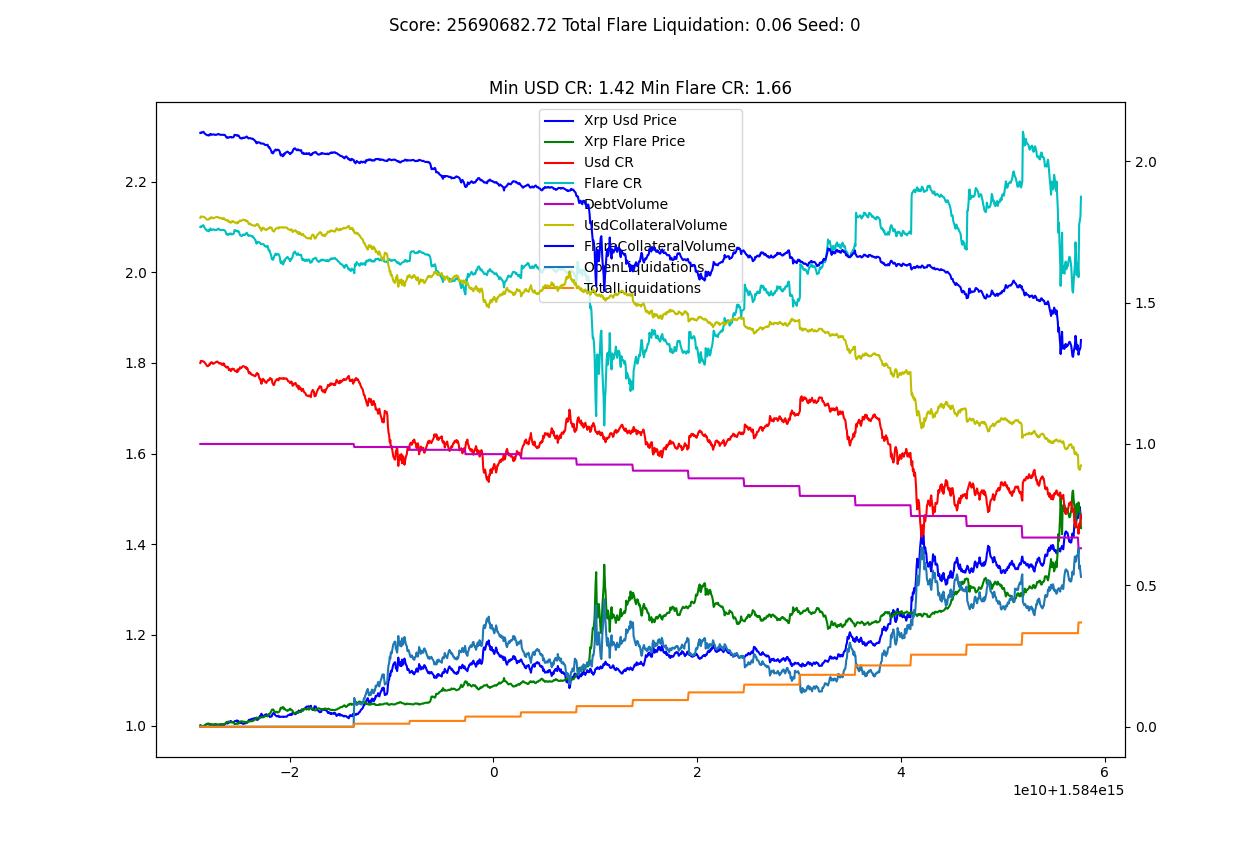 Score: 25690682.72 Total Flare Liquidation: 0.06 Seed: 0
Min USD CR: 1.42 Min Flare CR: 1.66
Xrp Usd Price
Xrp Flare Price
Usd CR
Flare CR
DebtVolume
UsdCollateralVolume
FlareCollateralVolume
OpenLiquidations
TotalLiquidations
2.2
2.0
1.8
1.6
1.4
1.2
1.0
2.0
1.5
1.0
0.5
0.0
−2
0
2
4
6
1e10+1.584e15